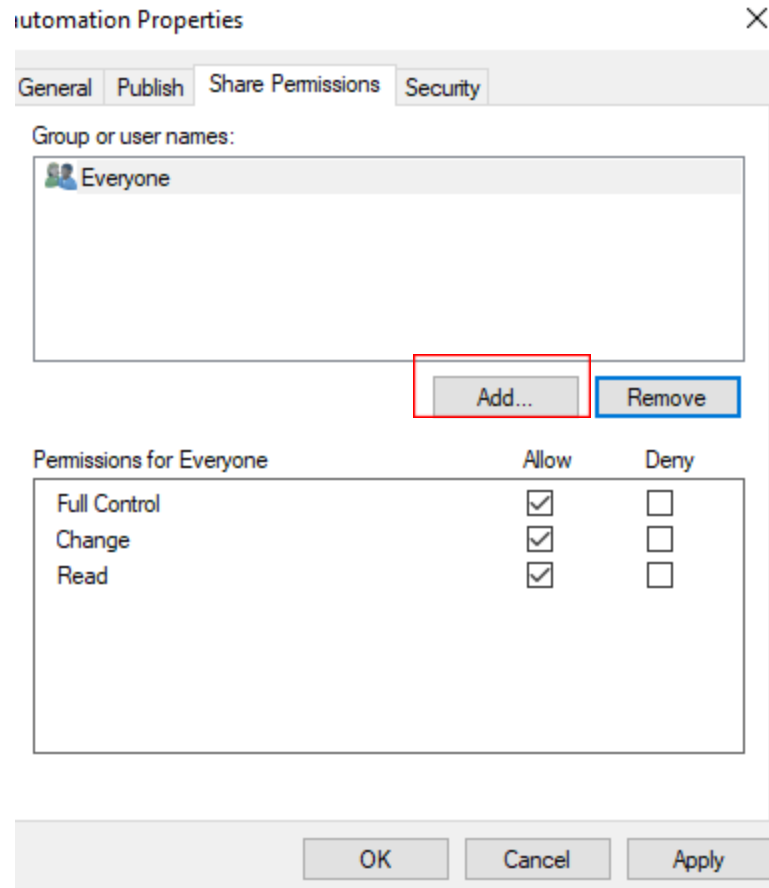 automation Properties
General Publish Share Permissions Security
Group or user names:
Everyone
Add... Remove
Permissions for Everyone Allow Deny
Full Control
Change
Read
OK Cancel Apply